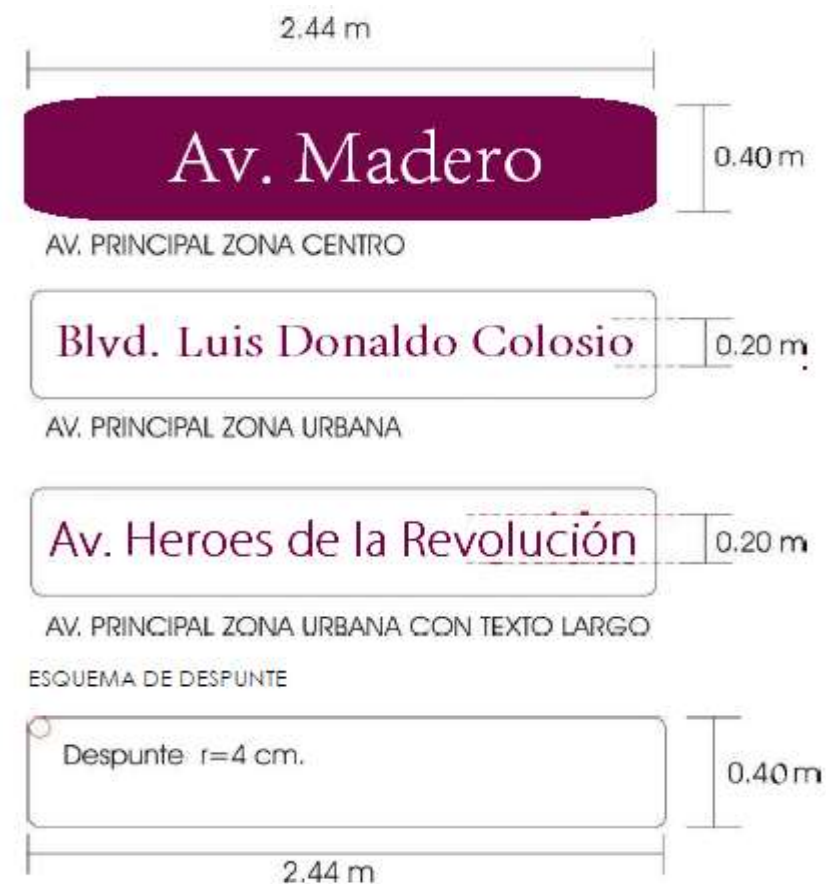 2.44 m
Av. Madero
0.40 m
AV. PRINCIPAL ZONA CENTRO
Blvd. Luis Donaldo Colosio
0.20 m
AV. PRINCIPAL ZONA URBANA
Av. Heroes de la Revolución
0.20 m
AV. PRINCIPAL ZONA URBANA CON TEXTO LARGO
ESQUEMA DE DESPUNTE
Despunte r=4 cm.
0.40 m
2.44 m